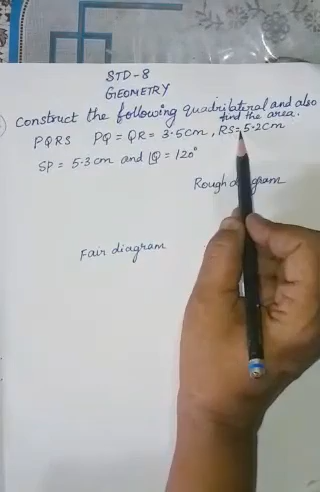 STD-8
GEOMETRY
Construct the following quadrilateral and also
find the area.
PQRS PQ = QR = 3.5cm, RS = 5.2cm
SP = 5.3 cm and ∠Q = 120°
Rough diagram
Fair diagram